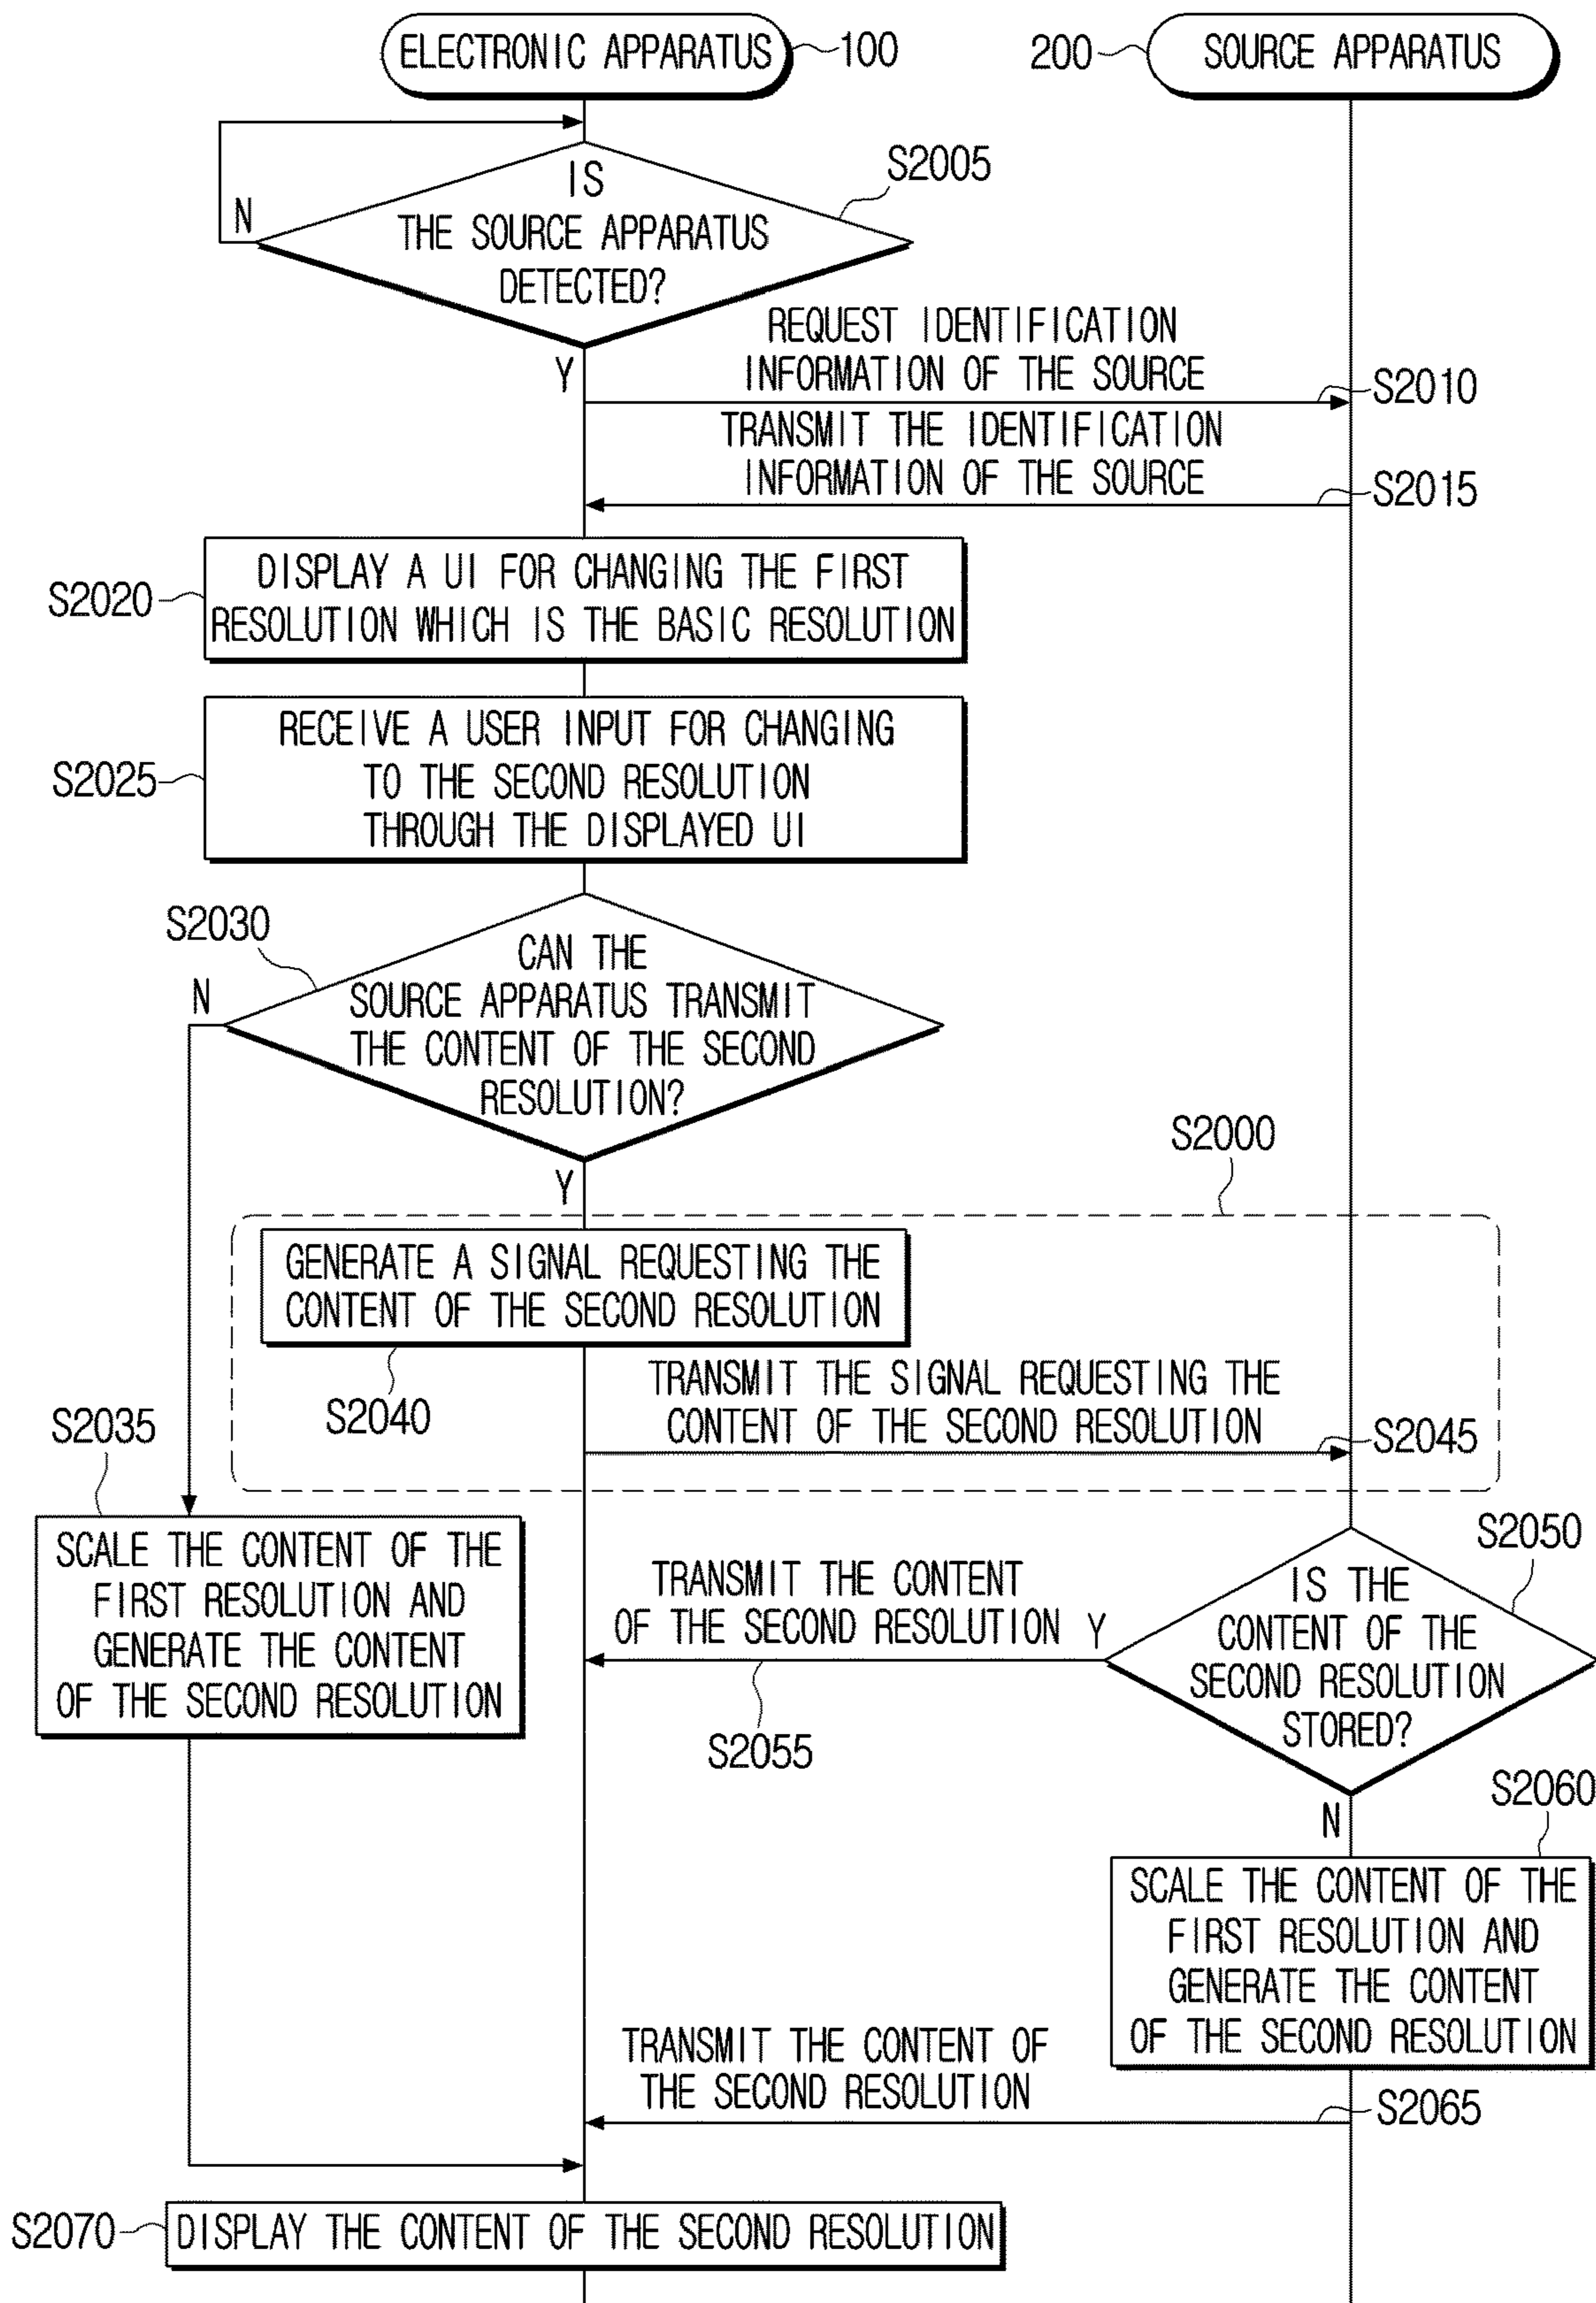 ELECTRONIC APPARATUS
100
200
SOURCE APPARATUS
IS
THE SOURCE APPARATUS
DETECTED?
S2005
N
Y
REQUEST IDENTIFICATION
INFORMATION OF THE SOURCE
S2010
TRANSMIT THE IDENTIFICATION
INFORMATION OF THE SOURCE
S2015
S2020
DISPLAY A UI FOR CHANGING THE FIRST
RESOLUTION WHICH IS THE BASIC RESOLUTION
S2025
RECEIVE A USER INPUT FOR CHANGING
TO THE SECOND RESOLUTION
THROUGH THE DISPLAYED UI
S2030
N
CAN THE
SOURCE APPARATUS TRANSMIT
THE CONTENT OF THE SECOND
RESOLUTION?
Y
S2000
GENERATE A SIGNAL REQUESTING THE
CONTENT OF THE SECOND RESOLUTION
S2040
TRANSMIT THE SIGNAL REQUESTING THE
CONTENT OF THE SECOND RESOLUTION
S2045
S2035
SCALE THE CONTENT OF THE
FIRST RESOLUTION AND
GENERATE THE CONTENT
OF THE SECOND RESOLUTION
S2050
IS THE
CONTENT OF THE
SECOND RESOLUTION
STORED?
TRANSMIT THE CONTENT
OF THE SECOND RESOLUTION
Y
S2055
N
S2060
SCALE THE CONTENT OF THE
FIRST RESOLUTION AND
GENERATE THE CONTENT
OF THE SECOND RESOLUTION
TRANSMIT THE CONTENT OF
THE SECOND RESOLUTION
S2065
S2070
DISPLAY THE CONTENT OF THE SECOND RESOLUTION